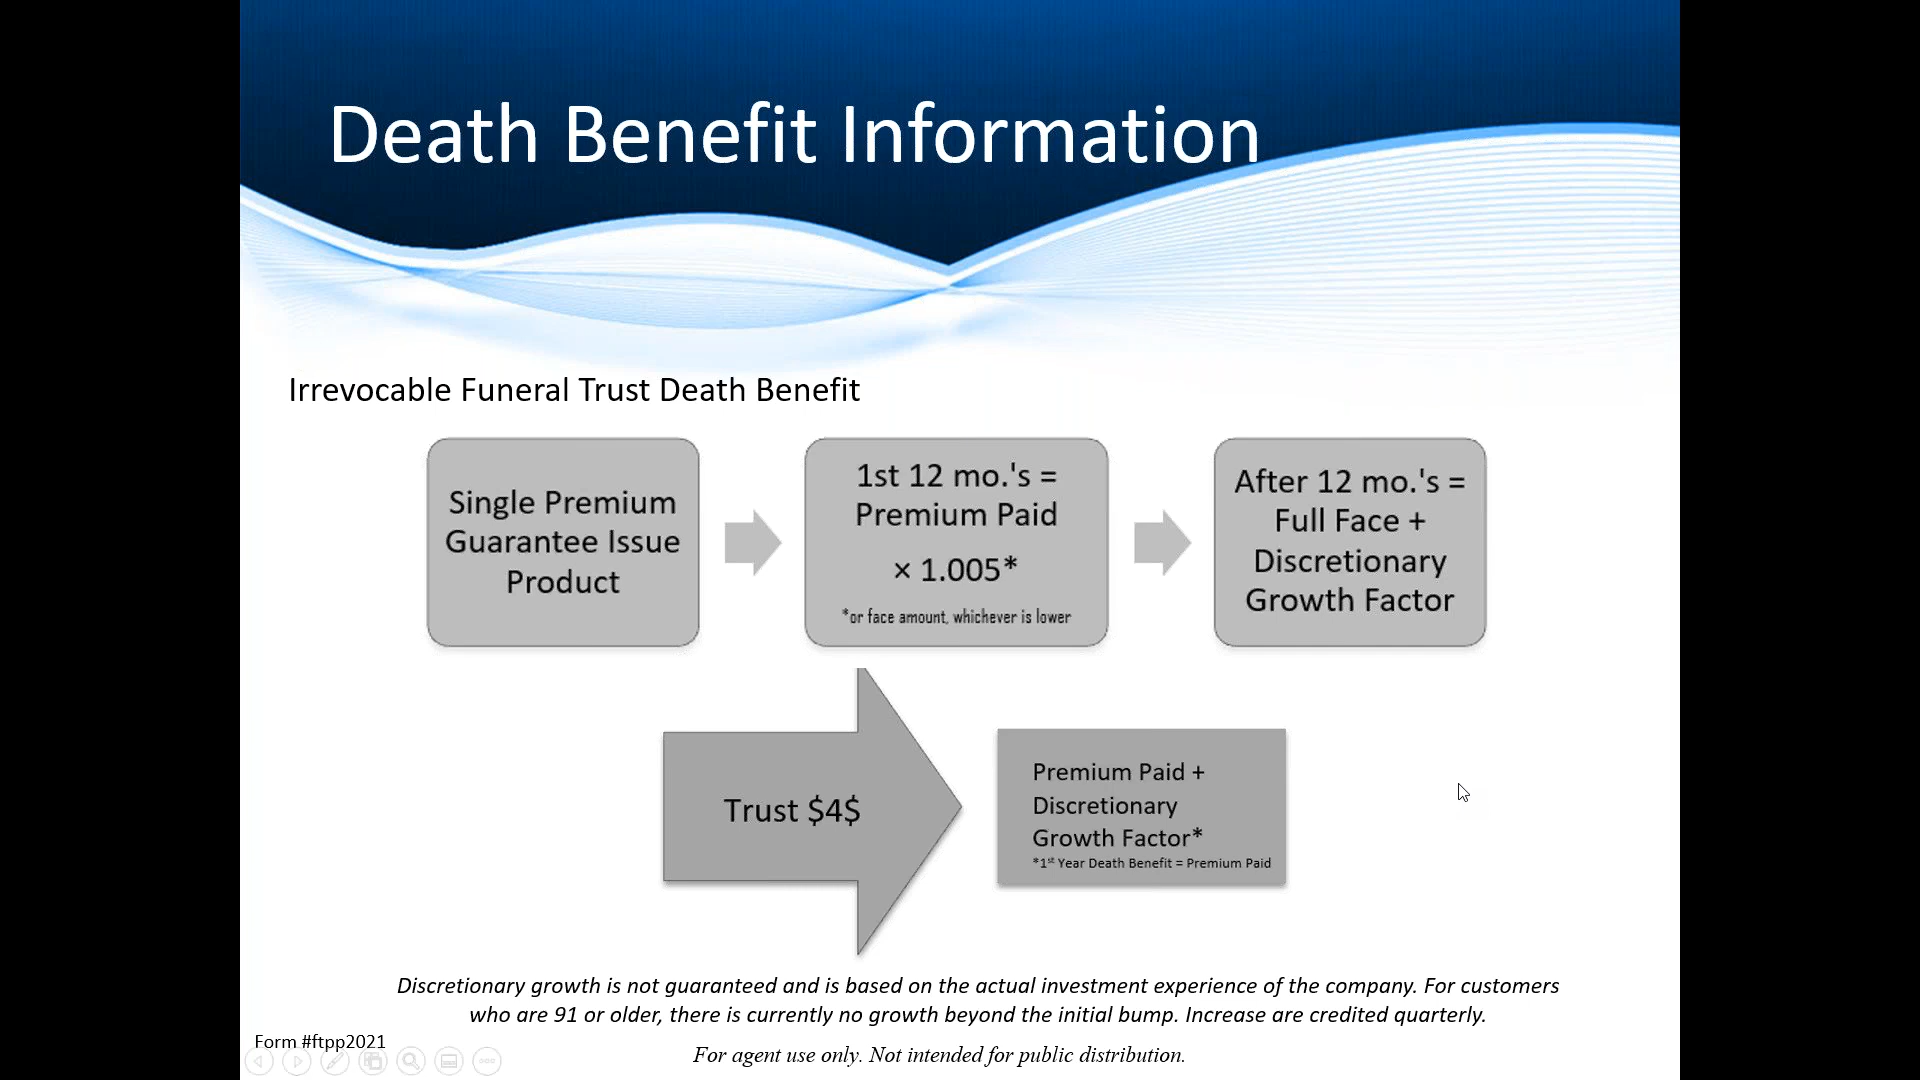 Death Benefit Information
Irrevocable Funeral Trust Death Benefit
Single Premium
Guarantee Issue
Product
1st 12 mo.'s =
Premium Paid
× 1.005*
*or face amount, whichever is lower
After 12 mo.'s =
Full Face +
Discretionary
Growth Factor
Trust $4$
Premium Paid +
Discretionary
Growth Factor*
*1st Year Death Benefit = Premium Paid
Discretionary growth is not guaranteed and is based on the actual investment experience of the company. For customers
who are 91 or older, there is currently no growth beyond the initial bump. Increase are credited quarterly.
Form #ftpp2021
For agent use only. Not intended for public distribution.